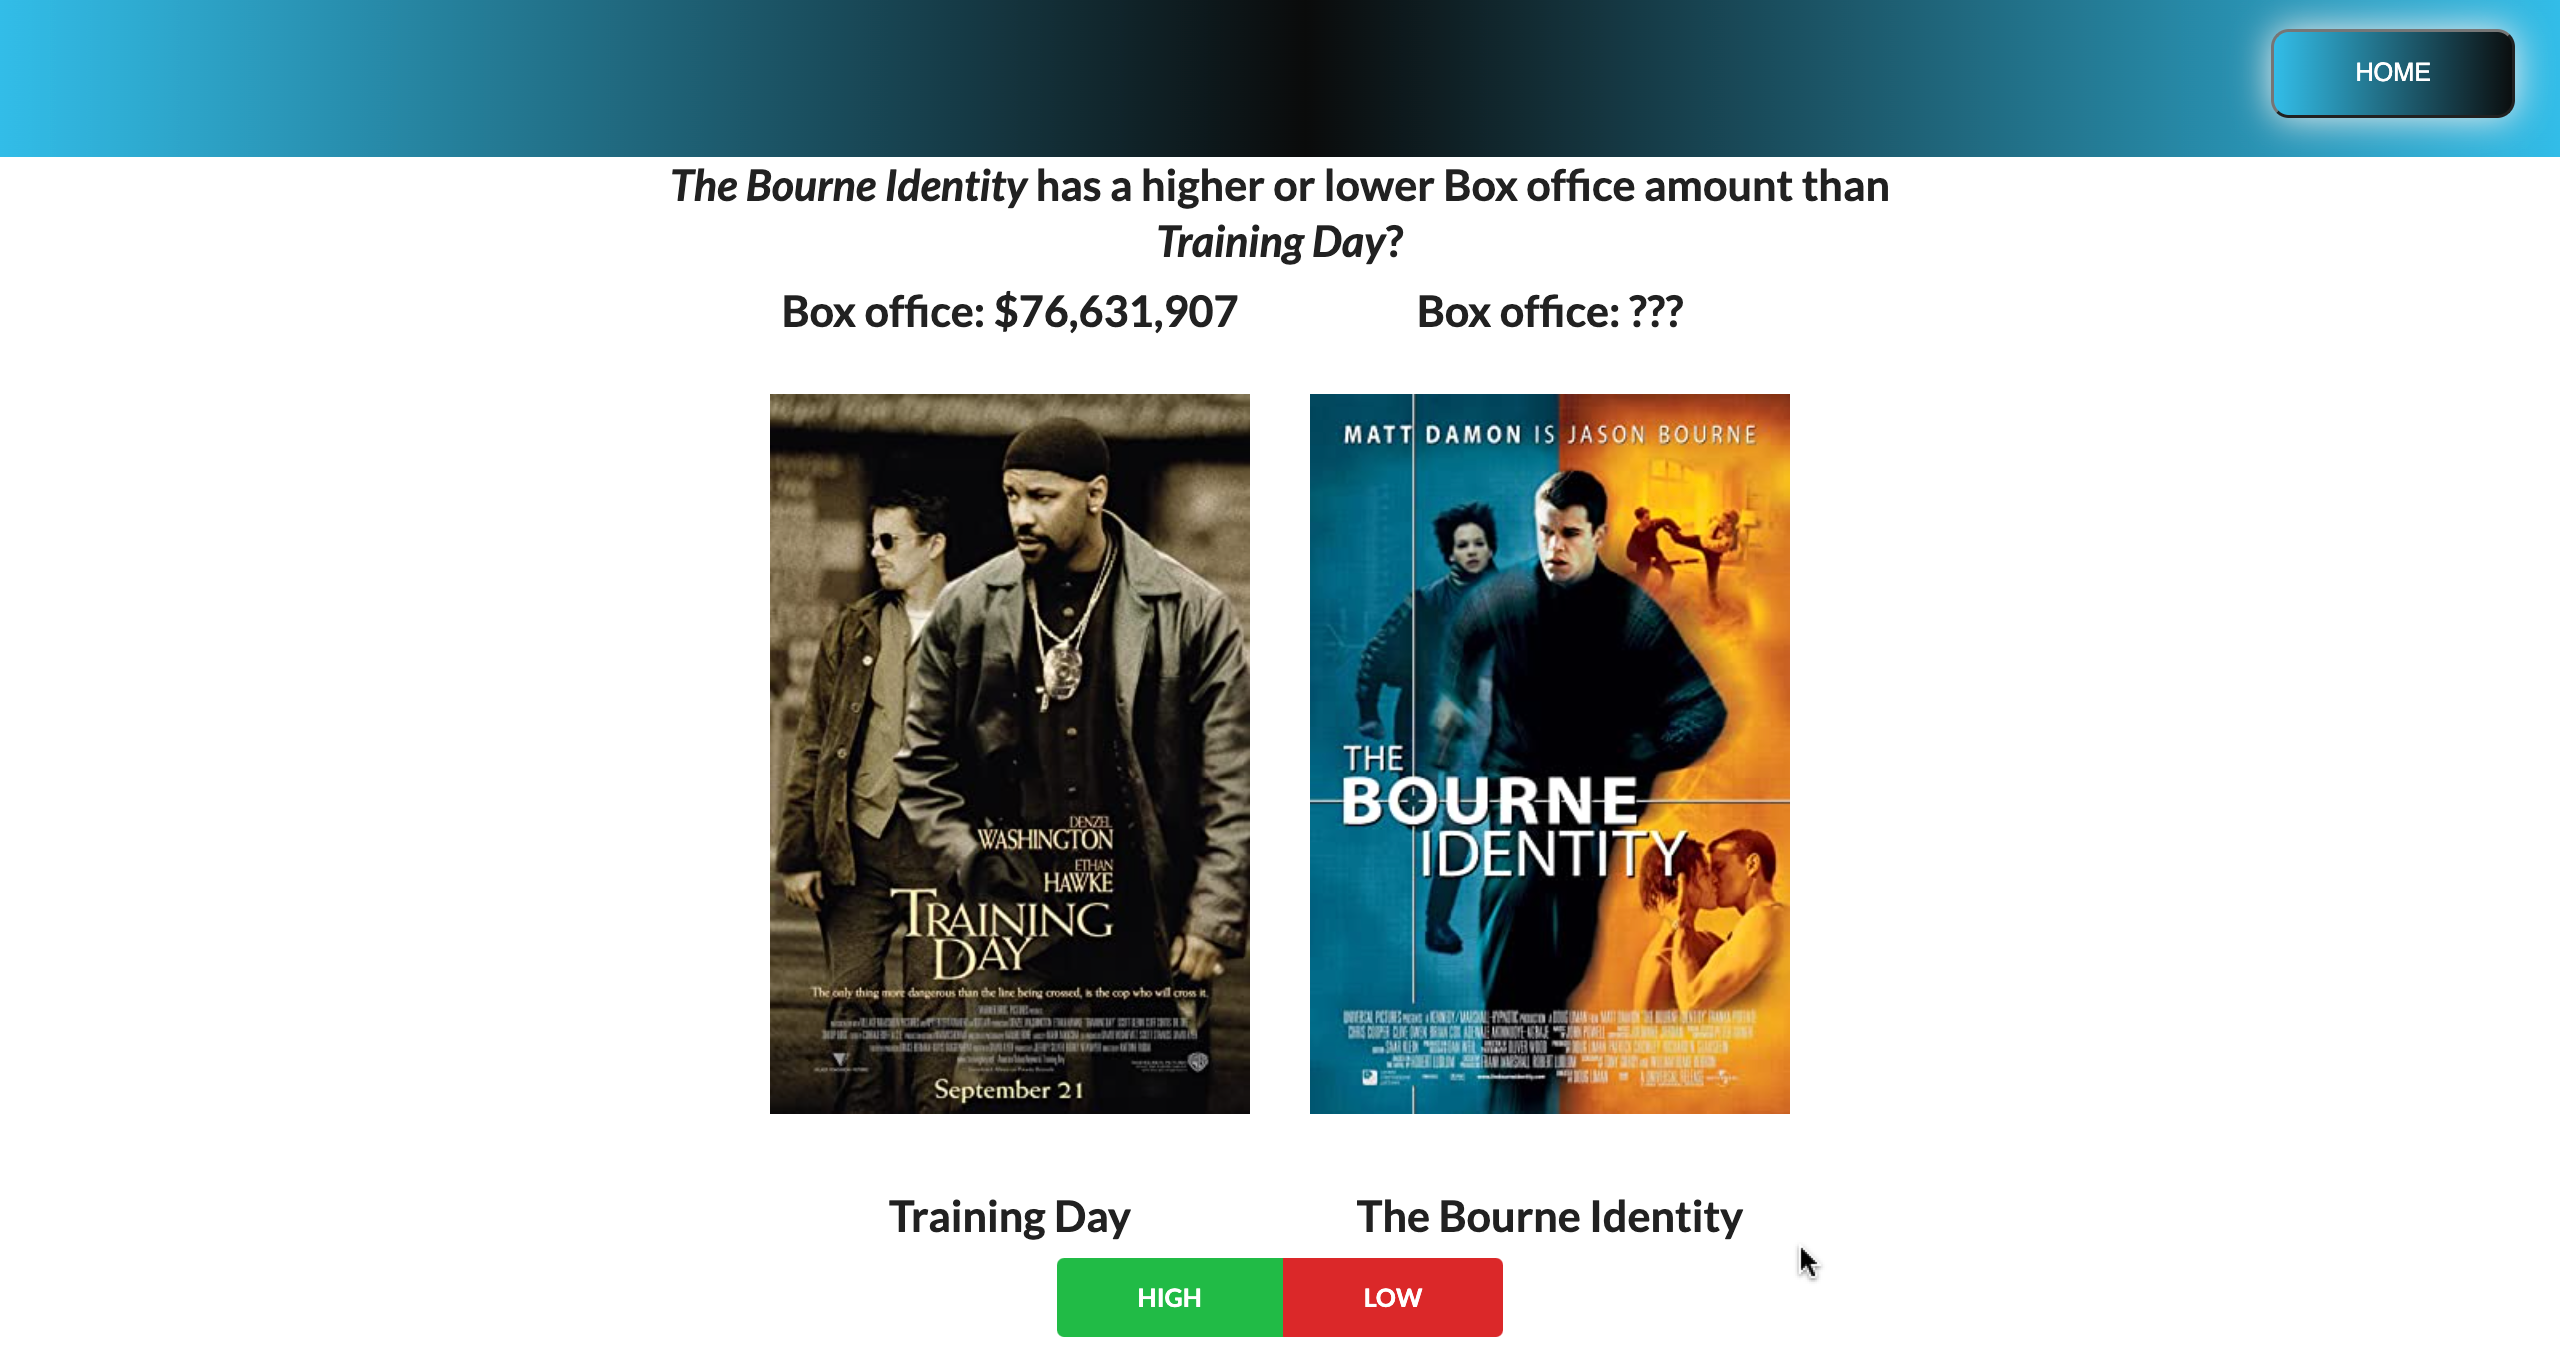 HOME
The Bourne Identity has a higher or lower Box office amount than
Training Day?
Box office: $76,631,907
Box office: ???
DENZEL
WASHINGTON
ETHAN
HAWKE
TRAINING
DAY
The only thing more dangerous than the line being crossed, is the cop who will cross it.
September 21
MATT DAMON IS JASON BOURNE
THE
BOURNE
IDENTITY
Training Day
The Bourne Identity
HIGH
LOW